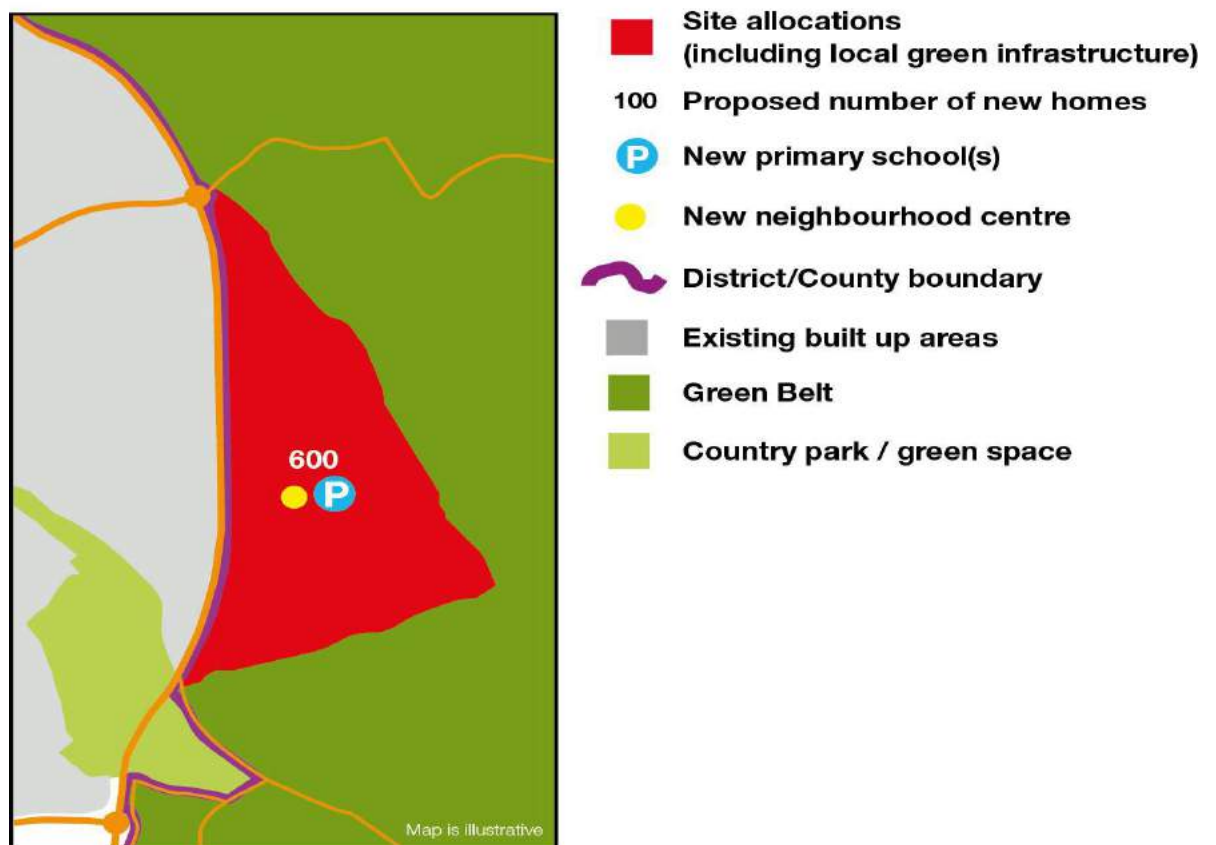 600
P
Map is illustrative
Site allocations
(including local green infrastructure)
100 Proposed number of new homes
P New primary school(s)
New neighbourhood centre
District/County boundary
Existing built up areas
Green Belt
Country park / green space